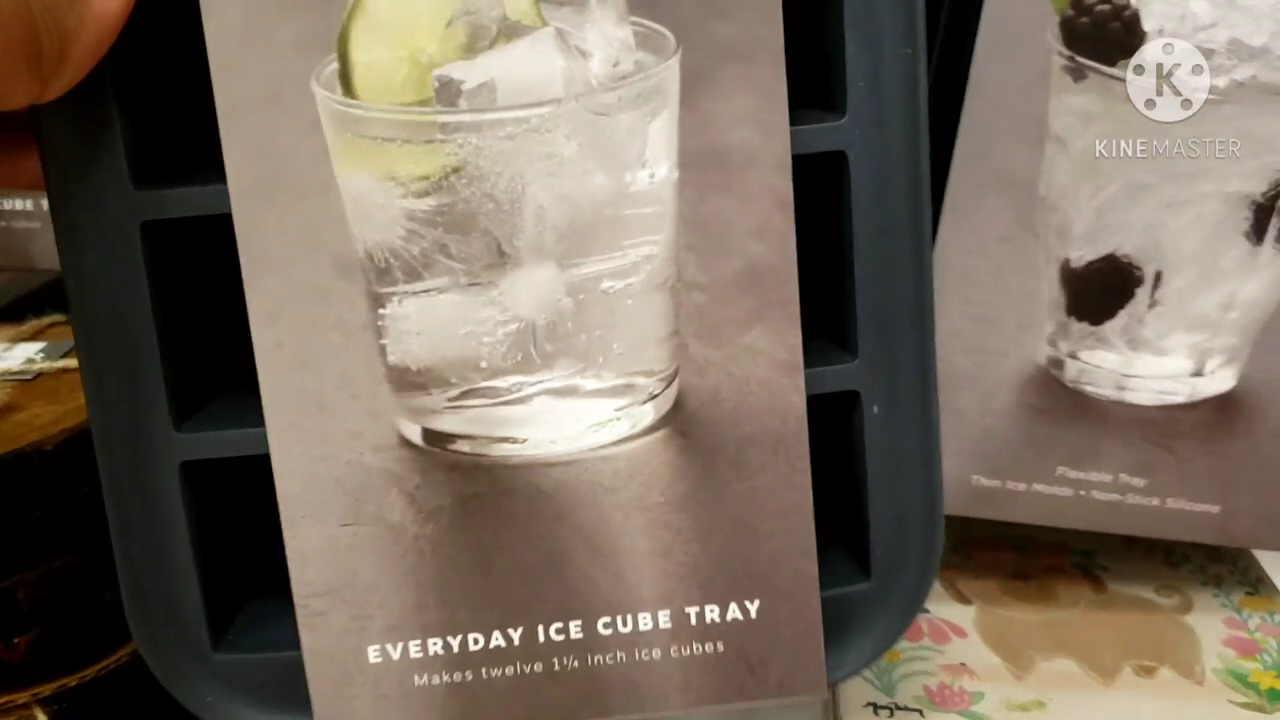 K
KINEMASTER
CUBE T
Flexible Tray
Thin Ice Molds • Non-Stick Silicone
EVERYDAY ICE CUBE TRAY
Makes twelve 1¼ inch ice cubes